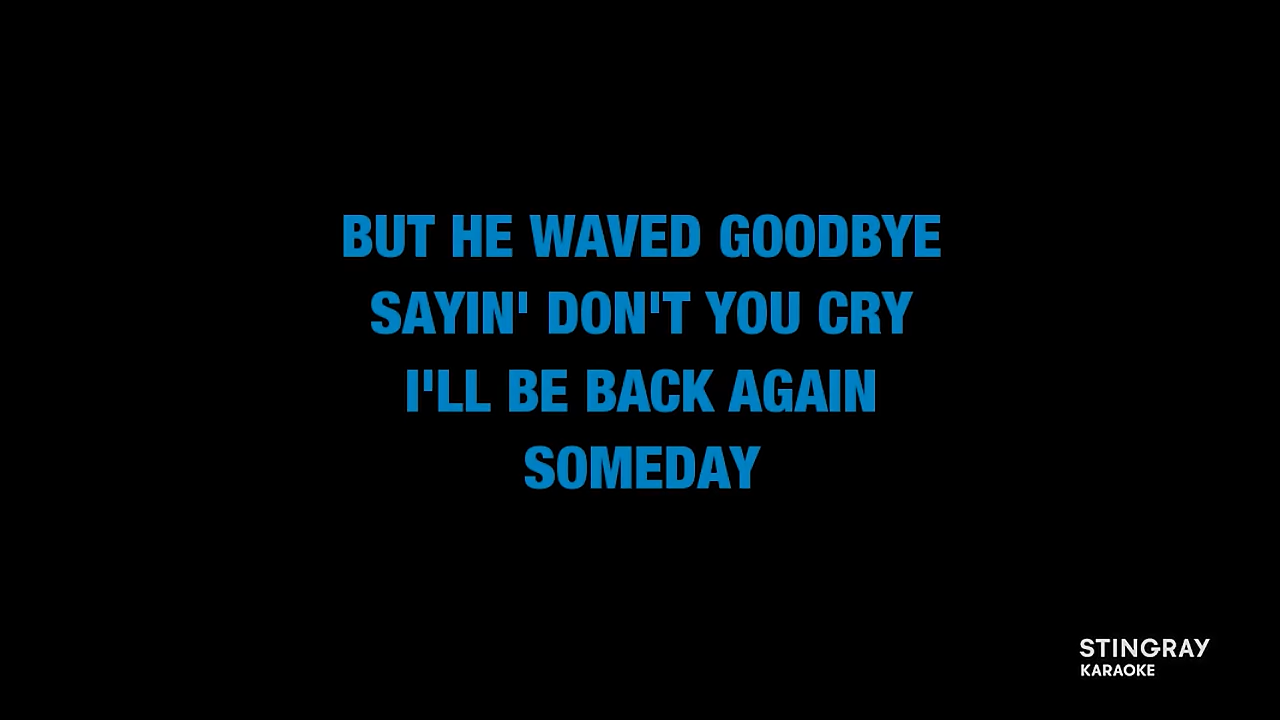 BUT HE WAVED GOODBYE
SAYIN' DON'T YOU CRY
I'LL BE BACK AGAIN
SOMEDAY
STINGRAY
KARAOKE